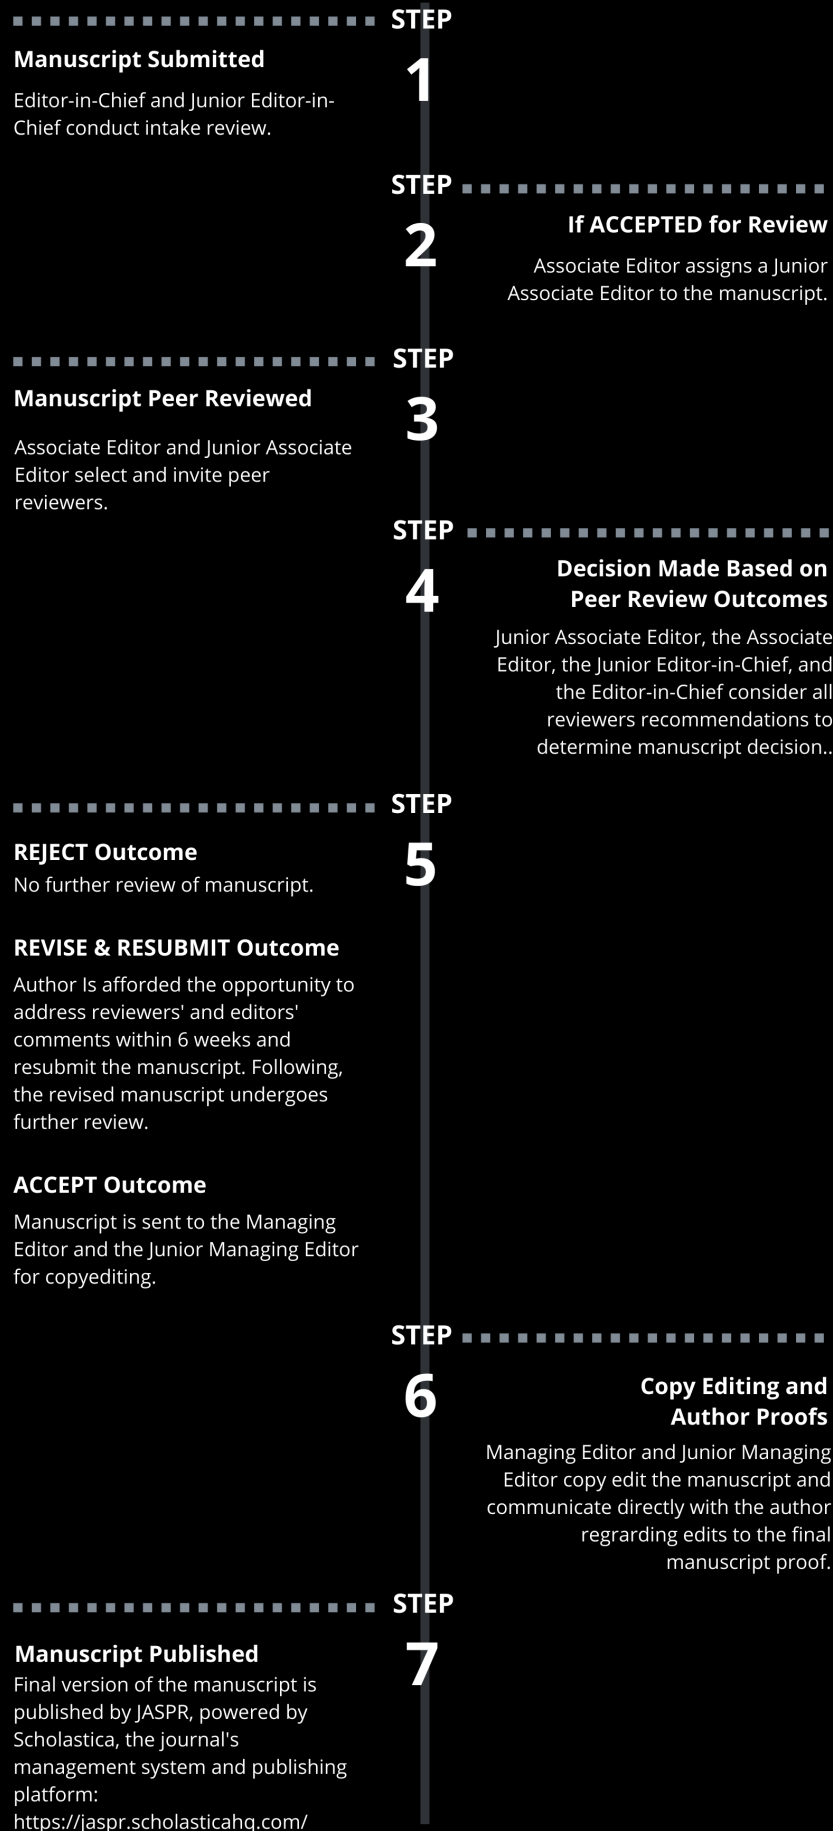 STEP
1
Manuscript Submitted
Editor-in-Chief and Junior Editor-in-
Chief conduct intake review.
STEP
2
If ACCEPTED for Review
Associate Editor assigns a Junior
Associate Editor to the manuscript.
STEP
3
Manuscript Peer Reviewed
Associate Editor and Junior Associate
Editor select and invite peer
reviewers.
STEP
4
Decision Made Based on
Peer Review Outcomes
Junior Associate Editor, the Associate
Editor, the Junior Editor-in-Chief, and
the Editor-in-Chief consider all
reviewers recommendations to
determine manuscript decision..
STEP
5
REJECT Outcome
No further review of manuscript.
REVISE & RESUBMIT Outcome
Author Is afforded the opportunity to
address reviewers' and editors'
comments within 6 weeks and
resubmit the manuscript. Following,
the revised manuscript undergoes
further review.
ACCEPT Outcome
Manuscript is sent to the Managing
Editor and the Junior Managing Editor
for copyediting.
STEP
6
Copy Editing and
Author Proofs
Managing Editor and Junior Managing
Editor copy edit the manuscript and
communicate directly with the author
regrarding edits to the final
manuscript proof.
STEP
7
Manuscript Published
Final version of the manuscript is
published by JASPR, powered by
Scholastica, the journal's
management system and publishing
platform:
https://jaspr.scholasticahq.com/